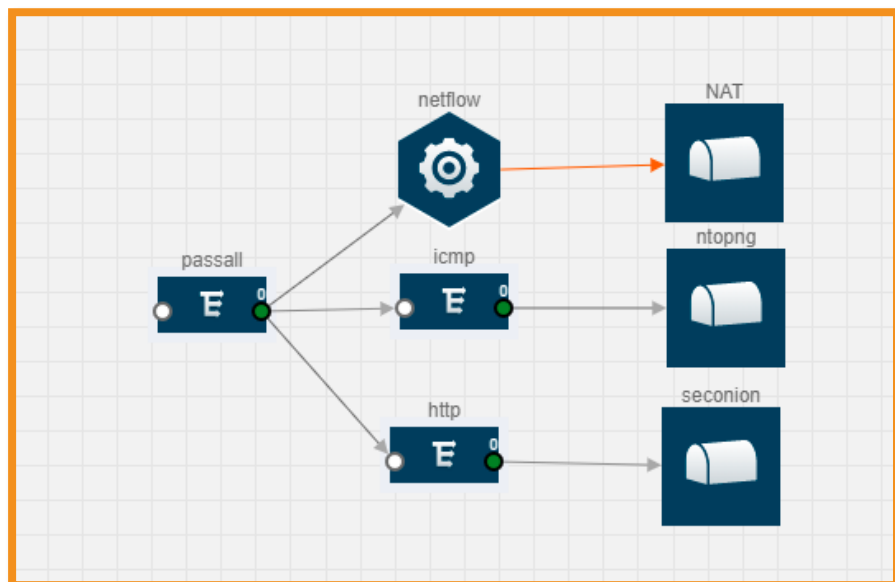 netflow
NAT
passall
0
icmp
0
ntopng
http
0
seconion